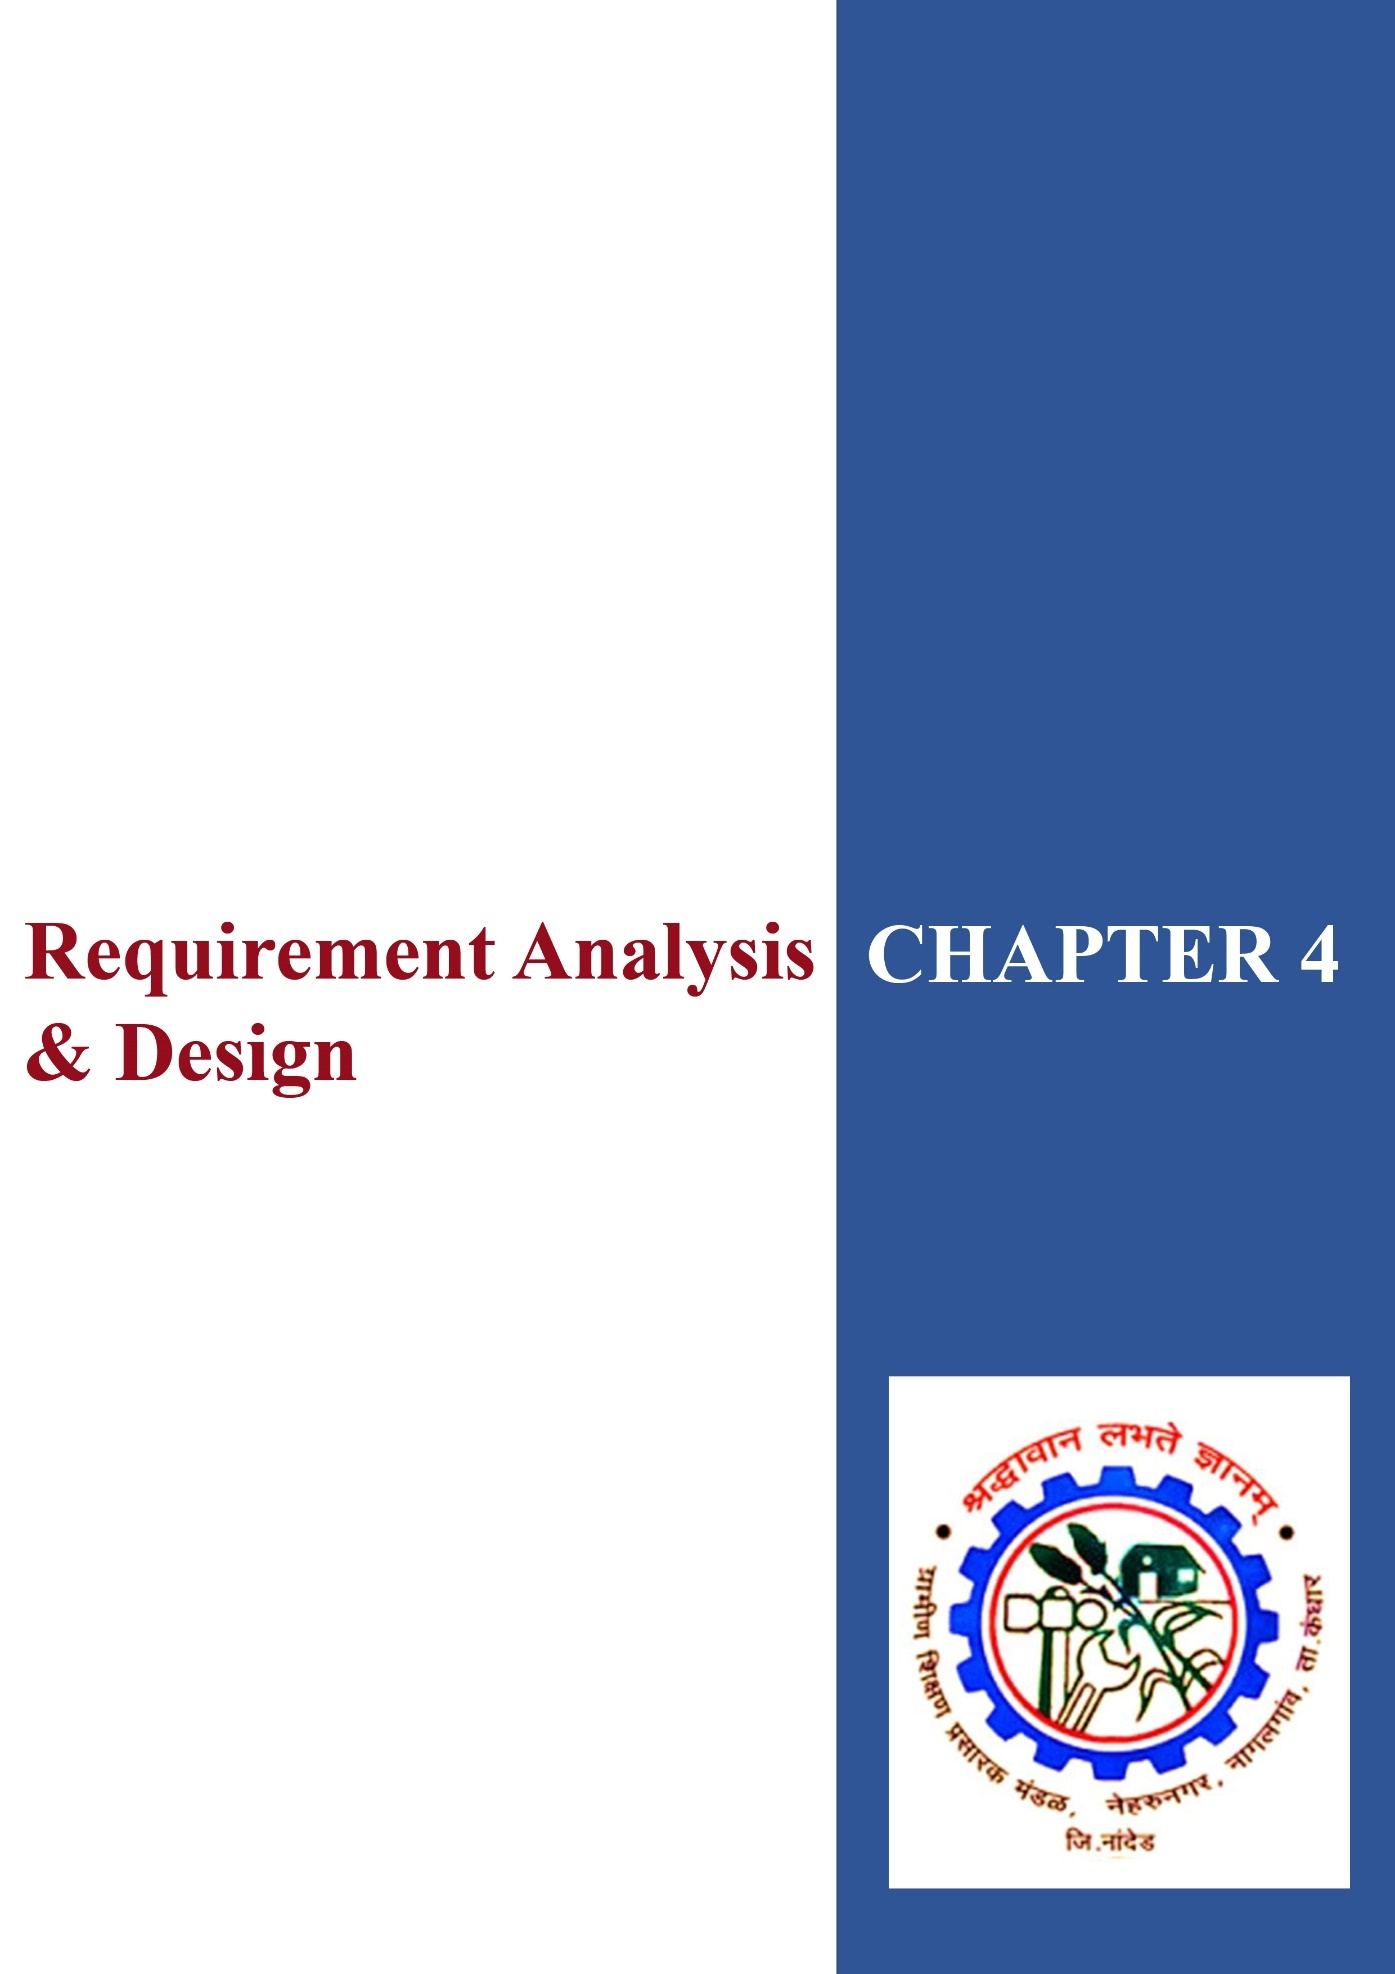 Requirement Analysis
& Design
CHAPTER 4
श्रद्धावान लभते ज्ञानम्
ग्रामीण शिक्षण प्रसारक मंडळ, नेहरुनगर, नागलगांव, ता.कंधार
जि.नांदेड